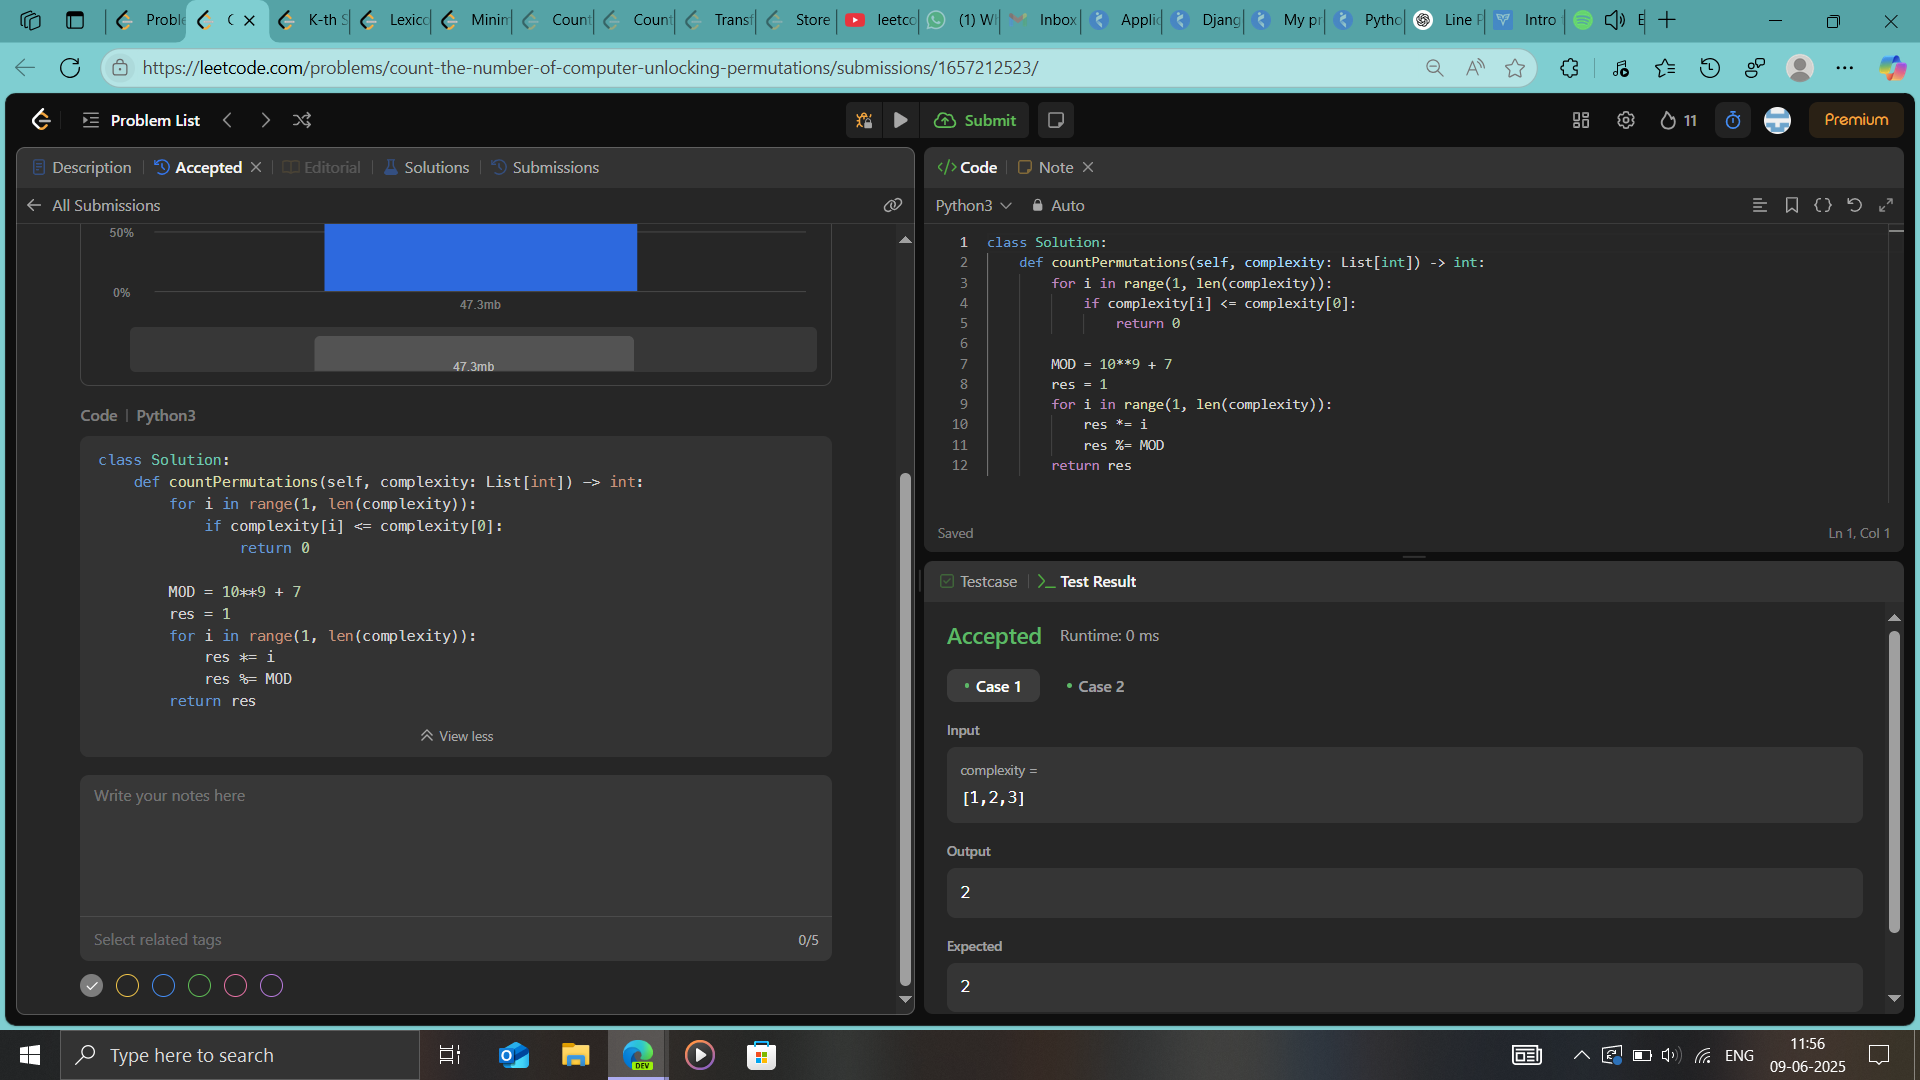 Proble
C
K-th S
Lexico
Minim
Count
Count
Transf
Store
leetco
(1) Wh
Inbox
Applic
Djang
My pr
Pytho
Line P
Intro
E
https://leetcode.com/problems/count-the-number-of-computer-unlocking-permutations/submissions/1657212523/
Problem List
Submit
11
Premium
Description
Accepted
Editorial
Solutions
Submissions
All Submissions
50%
0%
47.3mb
47.3mb
Code | Python3
class Solution:
    def countPermutations(self, complexity: List[int]) -> int:
        for i in range(1, len(complexity)):
            if complexity[i] <= complexity[0]:
                return 0
        MOD = 10**9 + 7
        res = 1
        for i in range(1, len(complexity)):
            res *= i
            res %= MOD
        return res
View less
Write your notes here
Select related tags
0/5
</> Code
Note
Python3
Auto
1 class Solution:
2     def countPermutations(self, complexity: List[int]) -> int:
3         for i in range(1, len(complexity)):
4             if complexity[i] <= complexity[0]:
5                 return 0
6
7         MOD = 10**9 + 7
8         res = 1
9         for i in range(1, len(complexity)):
10             res *= i
11             res %= MOD
12         return res
Saved
Ln 1, Col 1
Testcase
Test Result
Accepted
Runtime: 0 ms
Case 1
Case 2
Input
complexity =
[1,2,3]
Output
2
Expected
2
Type here to search
DEV
ENG
11:56
09-06-2025